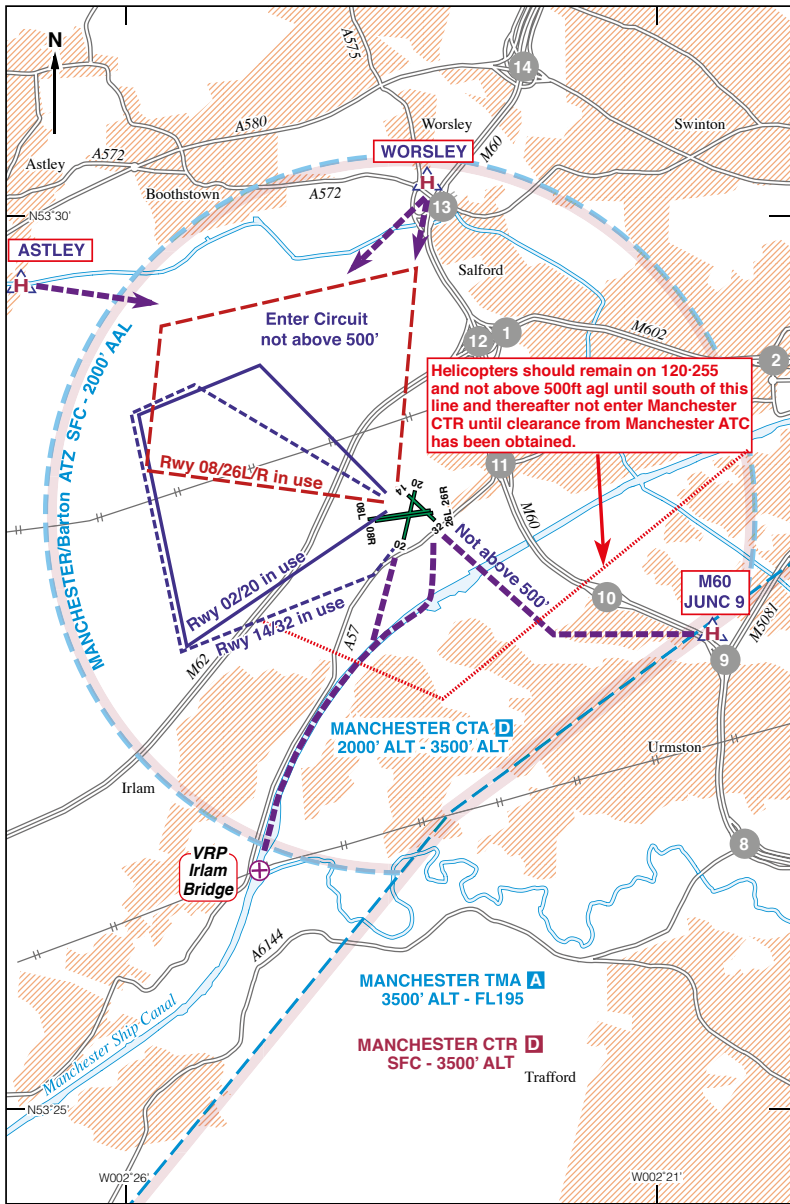 N
A575
14
A580
Worsley
M60
Swinton
Astley
A572
WORSLEY
Boothstown
A572
H
13
N53°30'
ASTLEY
H
Salford
Enter Circuit
not above 500'
12
1
M602
2
Helicopters should remain on 120·255
and not above 500ft agl until south of this
line and thereafter not enter Manchester
CTR until clearance from Manchester ATC
has been obtained.
MANCHESTER/Barton ATZ SFC - 2000' AAL
Rwy 08/26L/R in use
11
14
20
08L
08R
26L
26R
32
02
M60
Rwy 02/20 in use
Not above 500'
Rwy 14/32 in use
10
M60
JUNC 9
H
M5081
9
M62
A57
MANCHESTER CTA D
2000' ALT - 3500' ALT
Urmston
Irlam
8
VRP
Irlam
Bridge
A6144
MANCHESTER TMA A
3500' ALT - FL195
Manchester Ship Canal
MANCHESTER CTR D
SFC - 3500' ALT
Trafford
N53°25'
W002°26'
W002°21'